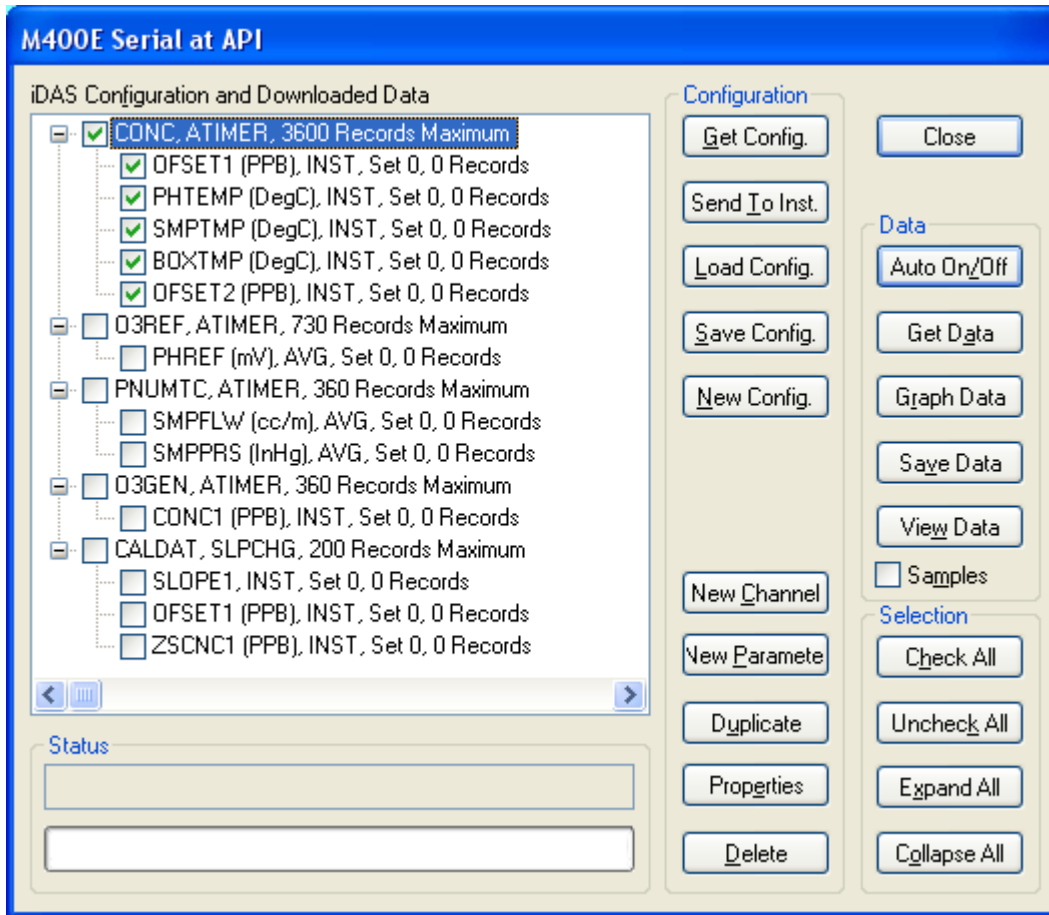 M400E Serial at API
iDAS Configuration and Downloaded Data
CONC, ATIMER, 3600 Records Maximum
OFSET1 (PPB), INST, Set 0, 0 Records
PHTEMP (DegC), INST, Set 0, 0 Records
SMPTMP (DegC), INST, Set 0, 0 Records
BOXTMP (DegC), INST, Set 0, 0 Records
OFSET2 (PPB), INST, Set 0, 0 Records
O3REF, ATIMER, 730 Records Maximum
PHREF (mV), AVG, Set 0, 0 Records
PNUMTC, ATIMER, 360 Records Maximum
SMPFLW (cc/m), AVG, Set 0, 0 Records
SMPPRS (InHg), AVG, Set 0, 0 Records
O3GEN, ATIMER, 360 Records Maximum
CONC1 (PPB), INST, Set 0, 0 Records
CALDAT, SLPCHG, 200 Records Maximum
SLOPE1, INST, Set 0, 0 Records
OFSET1 (PPB), INST, Set 0, 0 Records
ZSCNC1 (PPB), INST, Set 0, 0 Records
Status
Configuration
Get Config.
Send To Inst.
Load Config.
Save Config.
New Config.
New Channel
New Paramete
Duplicate
Properties
Delete
Close
Data
Auto On/Off
Get Data
Graph Data
Save Data
View Data
Samples
Selection
Check All
Uncheck All
Expand All
Collapse All